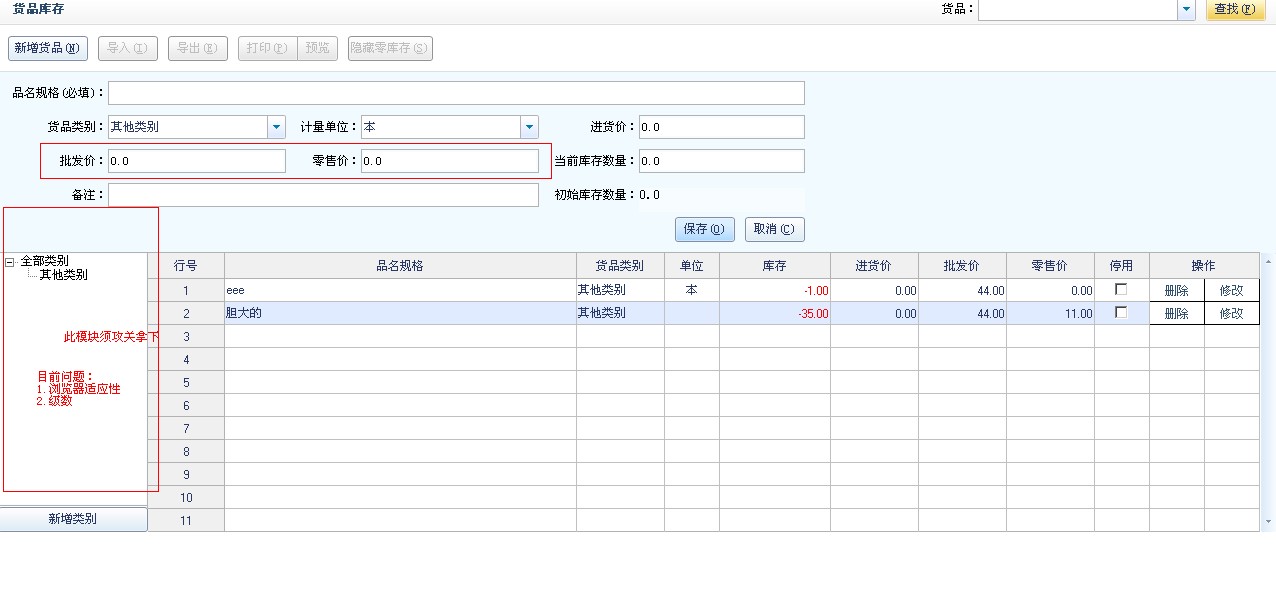 货品库存 货品： 查找(F)
新增货品(N) 导入(I) 导出(E) 打印(P) 预览 隐藏零库存(S)
品名规格(必填)：
货品类别： 其他类别 计量单位： 本 进货价： 0.0
批发价： 0.0 零售价： 0.0 当前库存数量： 0.0
备注： 初始库存数量： 0.0
保存(O) 取消(C)
全部类别
其他类别
此模块须攻关拿下
目前问题：
1.浏览器适应性
2.级数
新增类别
行号 品名规格 货品类别 单位 库存 进货价 批发价 零售价 停用 操作
1 eee 其他类别 本 -1.00 0.00 44.00 0.00 删除 修改
2 胆大的 其他类别 -35.00 0.00 44.00 11.00 删除 修改
3
4
5
6
7
8
9
10
11